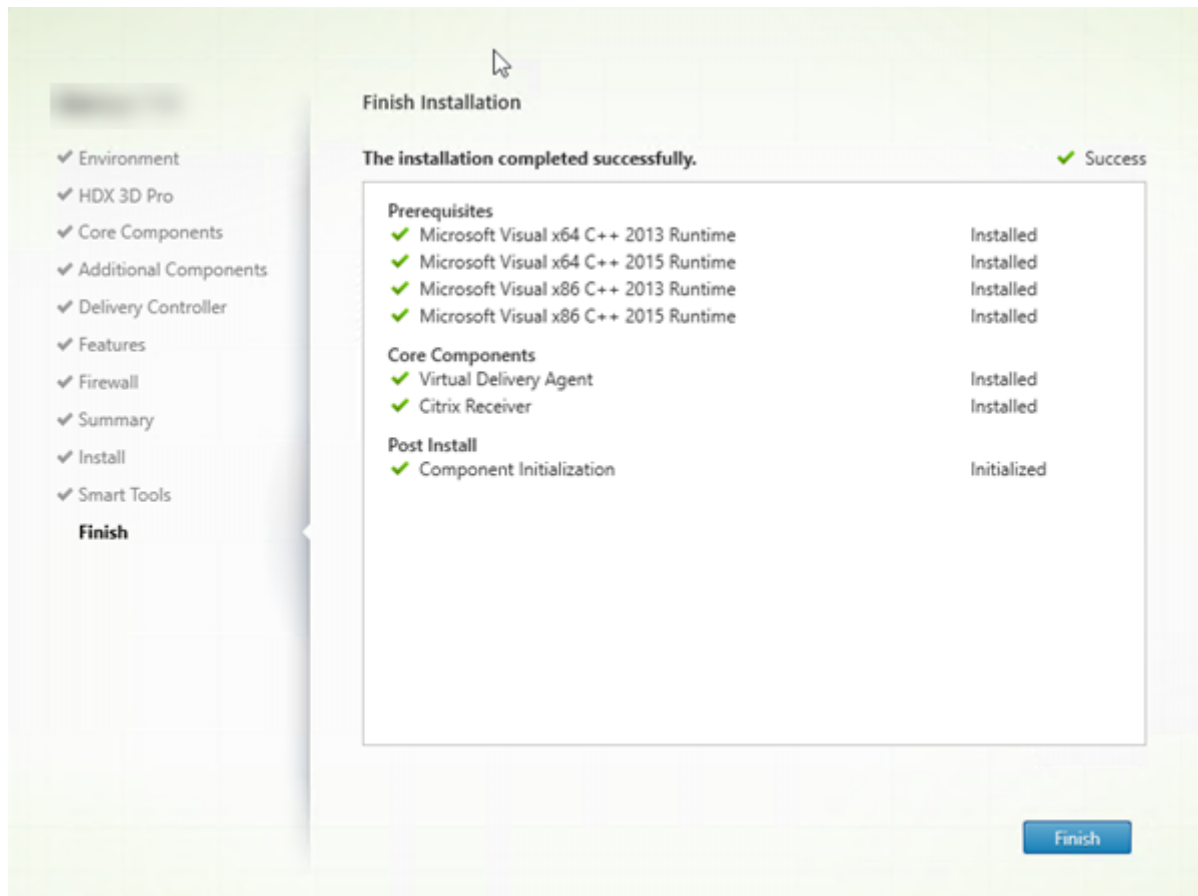 Finish Installation
Environment
HDX 3D Pro
Core Components
Additional Components
Delivery Controller
Features
Firewall
Summary
Install
Smart Tools
Finish
The installation completed successfully. Success
Prerequisites
Microsoft Visual x64 C++ 2013 Runtime Installed
Microsoft Visual x64 C++ 2015 Runtime Installed
Microsoft Visual x86 C++ 2013 Runtime Installed
Microsoft Visual x86 C++ 2015 Runtime Installed
Core Components
Virtual Delivery Agent Installed
Citrix Receiver Installed
Post Install
Component Initialization Initialized
Finish